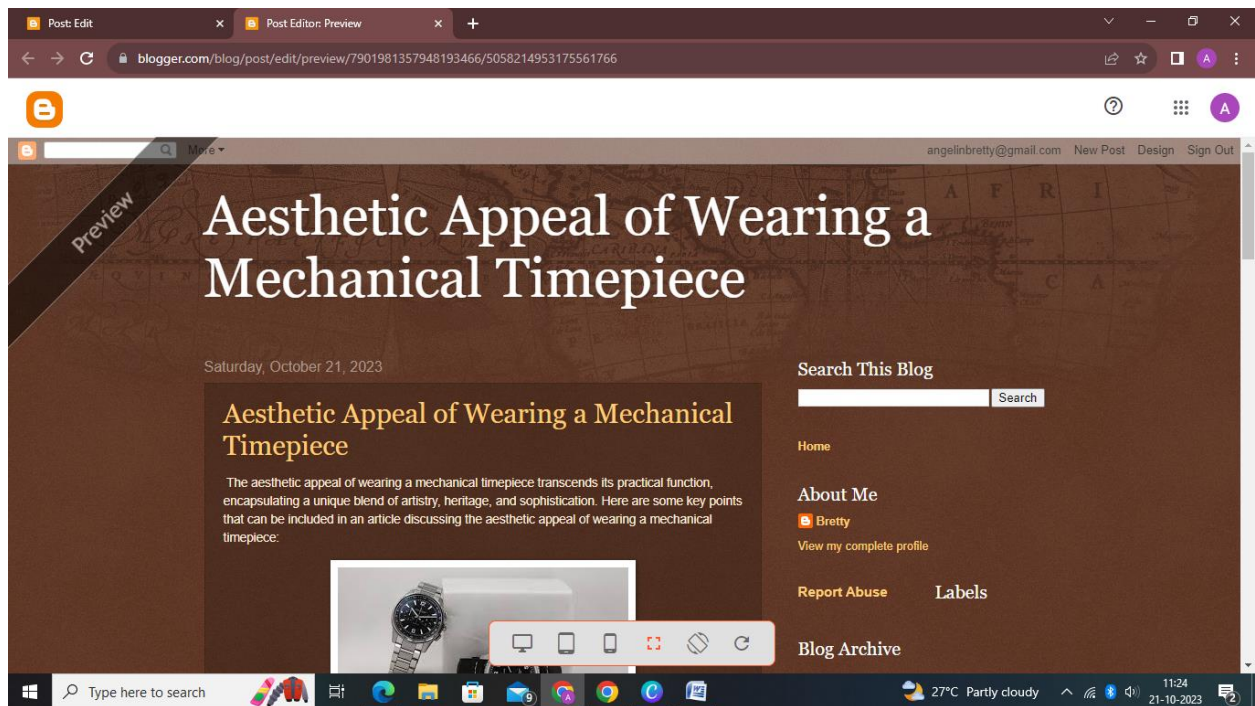 Post: Edit
Post Editor: Preview
blogger.com/blog/post/edit/preview/7901981357948193466/5058214953175561766
A
A
More
angelinbretty@gmail.com New Post Design Sign Out
Preview
Aesthetic Appeal of Wearing a
Mechanical Timepiece
Saturday, October 21, 2023
Aesthetic Appeal of Wearing a Mechanical
Timepiece
The aesthetic appeal of wearing a mechanical timepiece transcends its practical function,
encapsulating a unique blend of artistry, heritage, and sophistication. Here are some key points
that can be included in an article discussing the aesthetic appeal of wearing a mechanical
timepiece:
Search This Blog
Search
Home
About Me
Bretty
View my complete profile
Report Abuse
Labels
Blog Archive
Type here to search
9
27°C Partly cloudy
11:24
21-10-2023
2